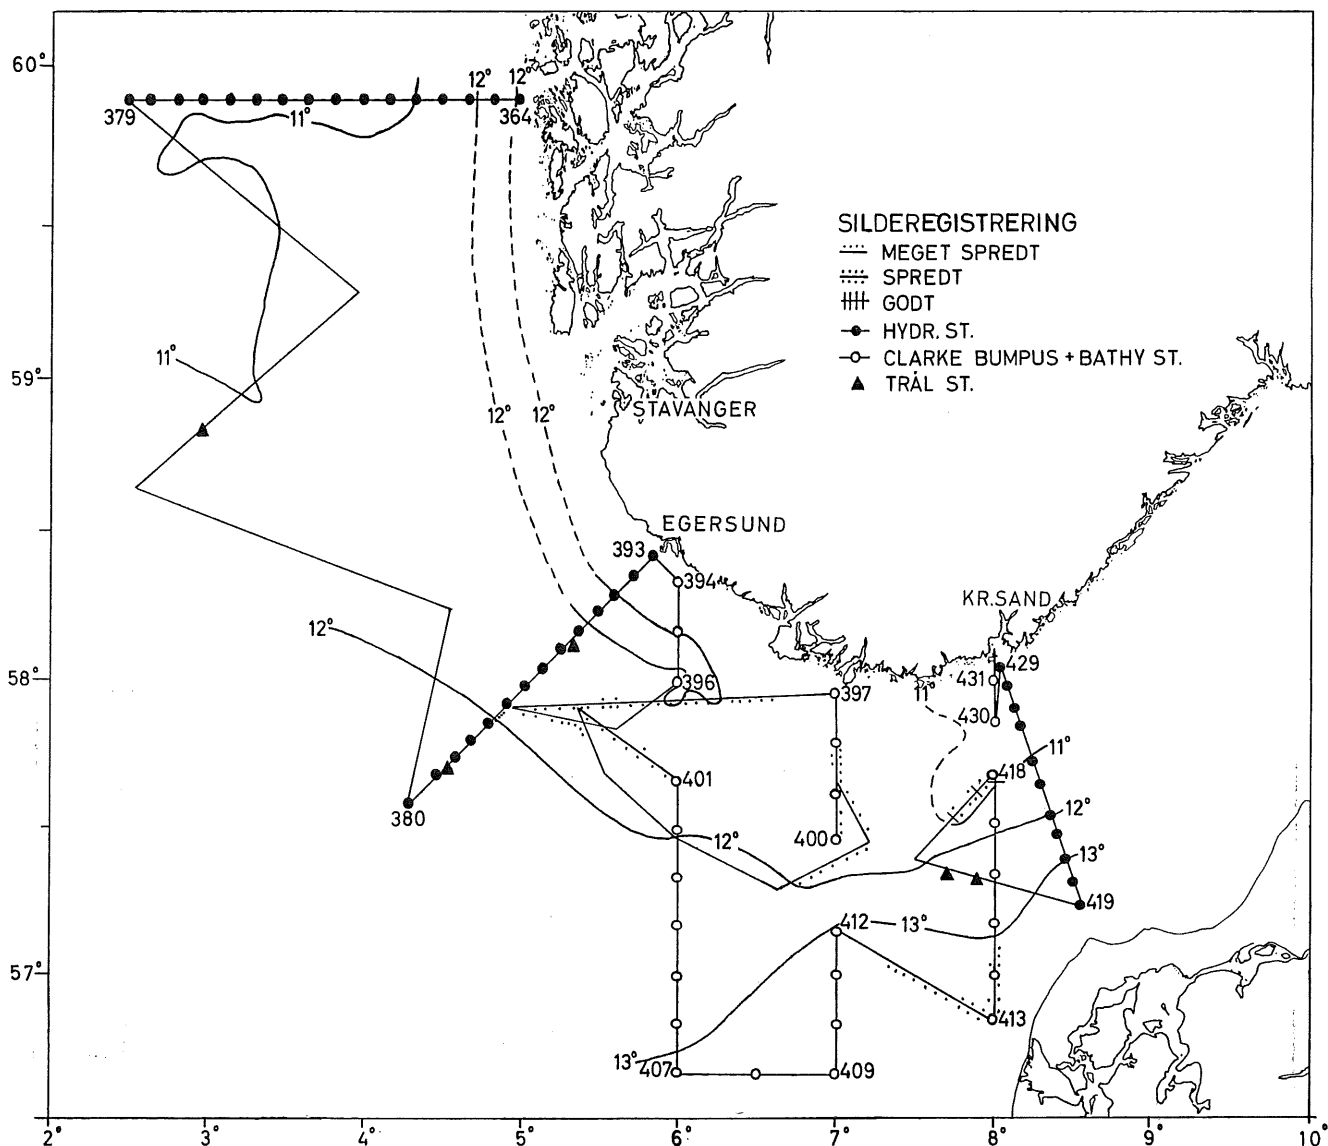 60°
12° 12°
379 364
11°
SILDEREGISTRERING
MEGET SPREDT
SPREDT
GODT
HYDR. ST.
CLARKE BUMPUS + BATHY ST.
TRÅL ST.
11°
59°
12° 12° STAVANGER
EGERSUND
393
394
KR.SAND
12°
58°
396 397
431 429
11°
430
11°
418
401
380
12°
400
12°
13°
419
412 13°
57°
413
13° 407 409
2° 3° 4° 5° 6° 7° 8° 9° 10°